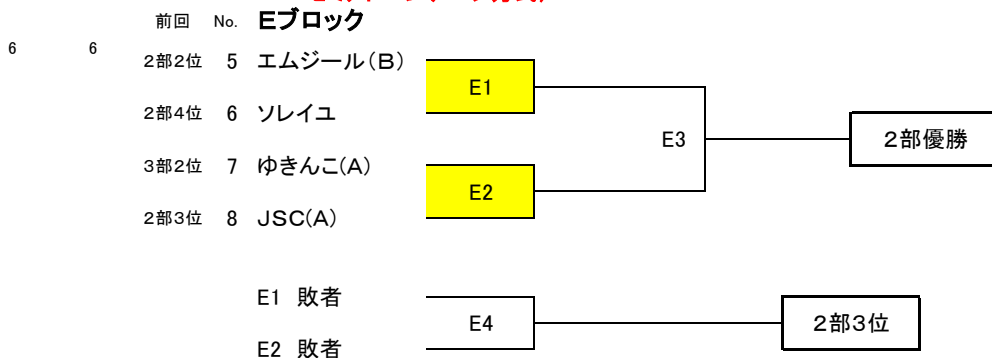 前回 No. Eブロック
6 6
2部2位 5 エムジール(B)
E1
2部4位 6 ソレイユ
E3 2部優勝
3部2位 7 ゆきんこ(A)
E2
2部3位 8 JSC(A)
E1 敗者
E4 2部3位
E2 敗者